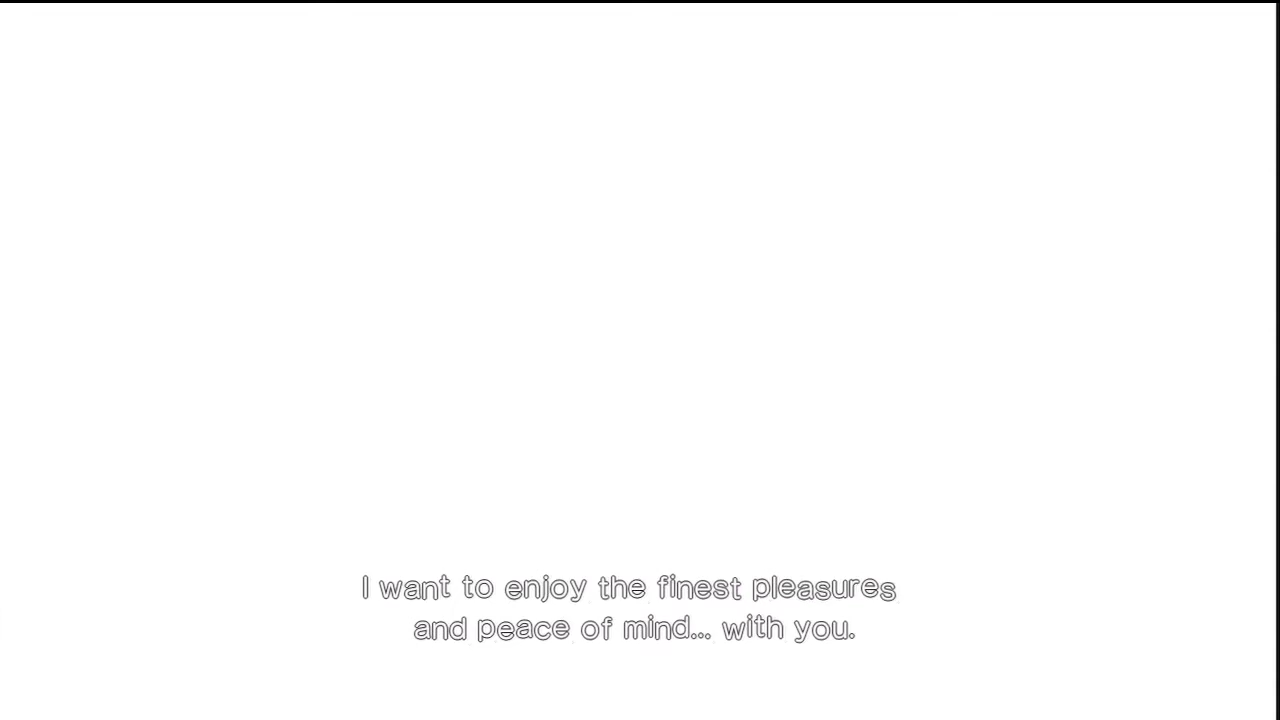 I want to enjoy the finest pleasures
and peace of mind... with you.